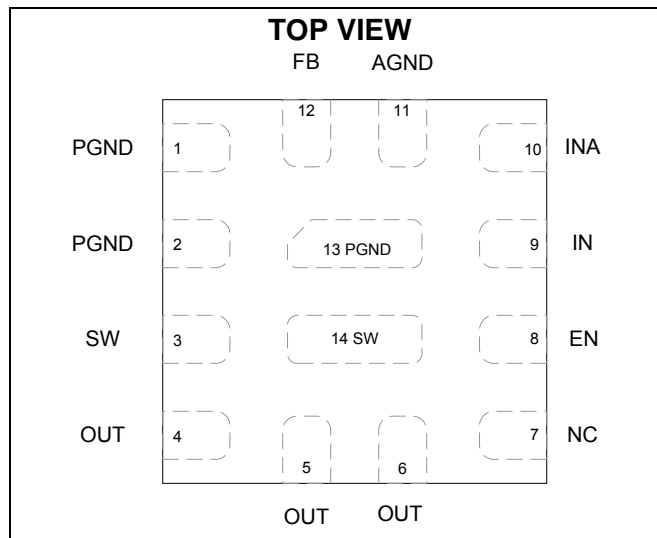 TOP VIEW
FB AGND
12 11
PGND 1 10 INA
PGND 2 13 PGND 9 IN
SW 3 14 SW 8 EN
OUT 4 7 NC
5 6
OUT OUT